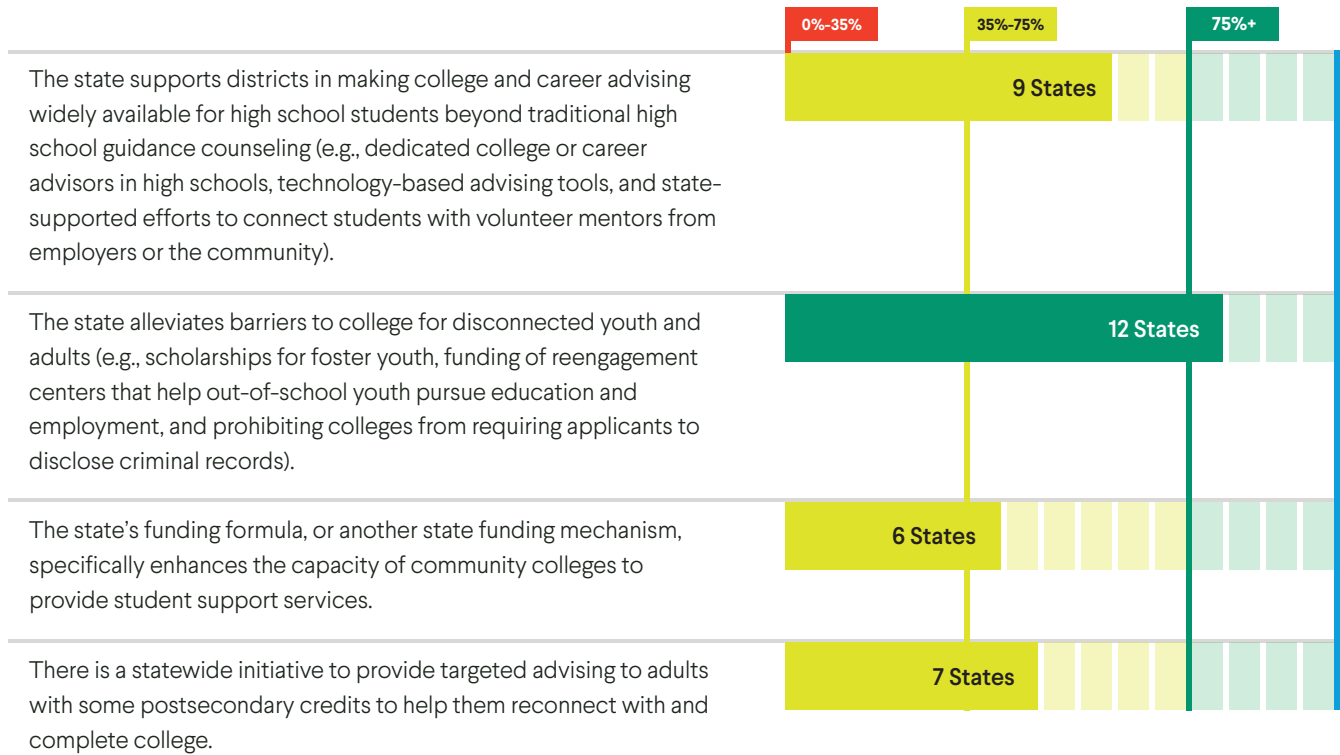 0%-35%
35%-75%
75%+
The state supports districts in making college and career advising
widely available for high school students beyond traditional high
school guidance counseling (e.g., dedicated college or career
advisors in high schools, technology-based advising tools, and state-
supported efforts to connect students with volunteer mentors from
employers or the community).
9 States
The state alleviates barriers to college for disconnected youth and
adults (e.g., scholarships for foster youth, funding of reengagement
centers that help out-of-school youth pursue education and
employment, and prohibiting colleges from requiring applicants to
disclose criminal records).
12 States
The state’s funding formula, or another state funding mechanism,
specifically enhances the capacity of community colleges to
provide student support services.
6 States
There is a statewide initiative to provide targeted advising to adults
with some postsecondary credits to help them reconnect with and
complete college.
7 States